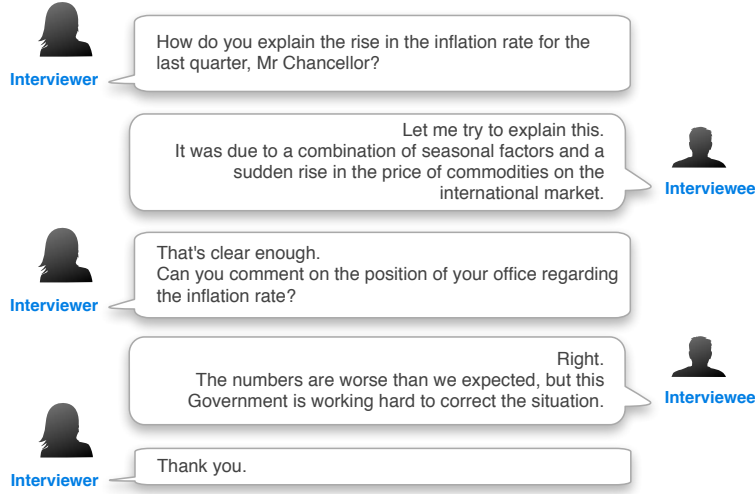 How do you explain the rise in the inflation rate for the
last quarter, Mr Chancellor?
Interviewer
Let me try to explain this.
It was due to a combination of seasonal factors and a
sudden rise in the price of commodities on the
international market.
Interviewee
That's clear enough.
Can you comment on the position of your office regarding
the inflation rate?
Interviewer
Right.
The numbers are worse than we expected, but this
Government is working hard to correct the situation.
Interviewee
Thank you.
Interviewer